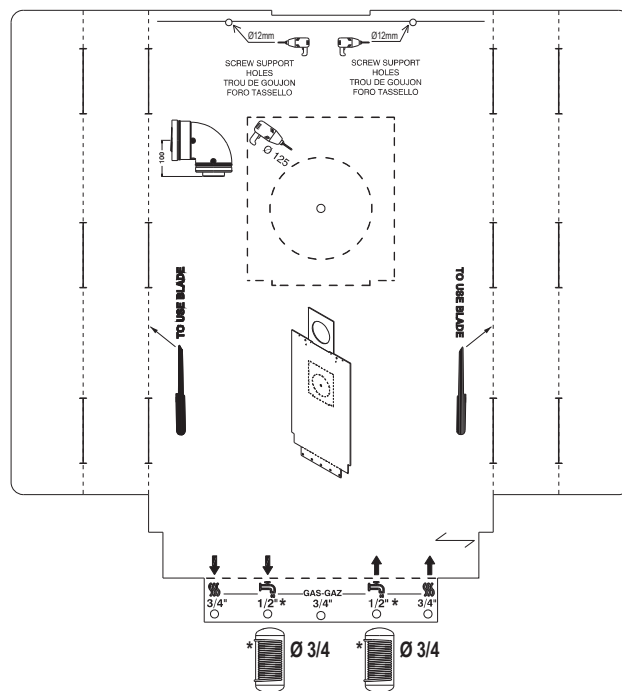 Ø12mm
Ø12mm
SCREW SUPPORT
HOLES
TROU DE GOUJON
FORO TASSELLO
SCREW SUPPORT
HOLES
TROU DE GOUJON
FORO TASSELLO
100
Ø 125
TO USE BLADE
TO USE BLADE
GAS-GAZ
3/4" 1/2"* 3/4" 1/2"* 3/4"
* Ø 3/4 * Ø 3/4